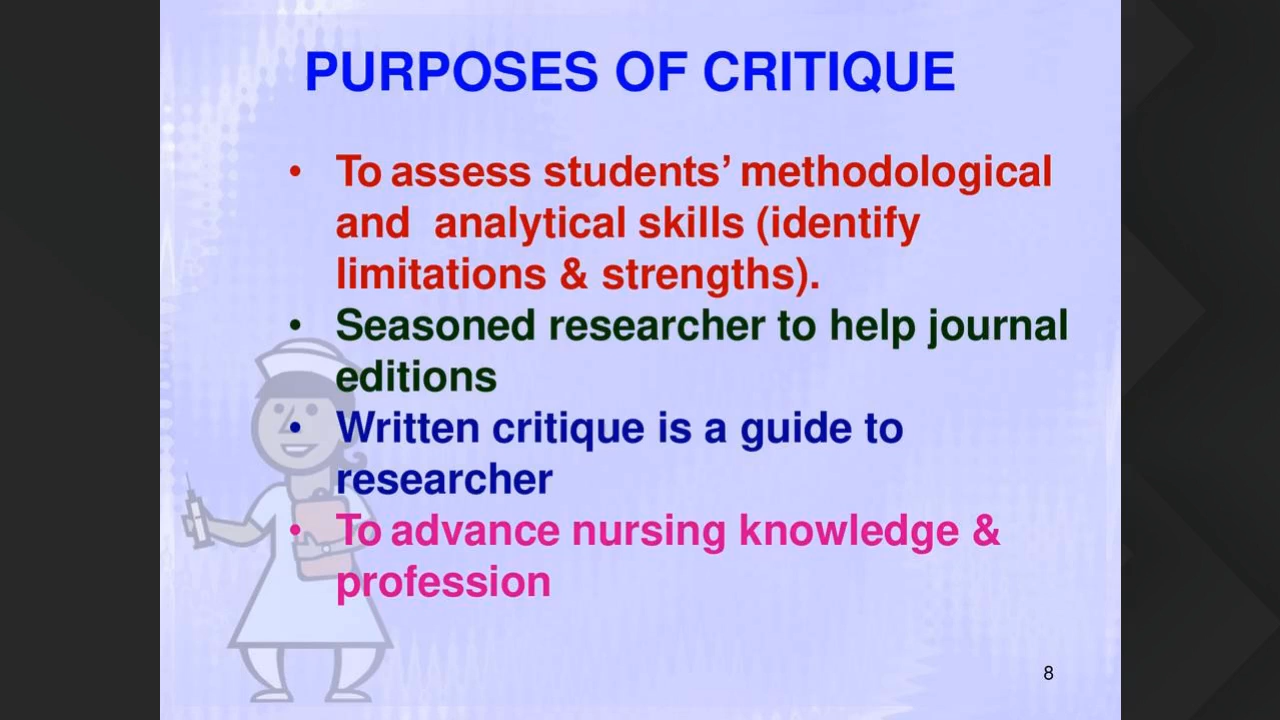 PURPOSES OF CRITIQUE
• To assess students’ methodological
and analytical skills (identify
limitations & strengths).
• Seasoned researcher to help journal
editions
• Written critique is a guide to
researcher
• To advance nursing knowledge &
profession
8